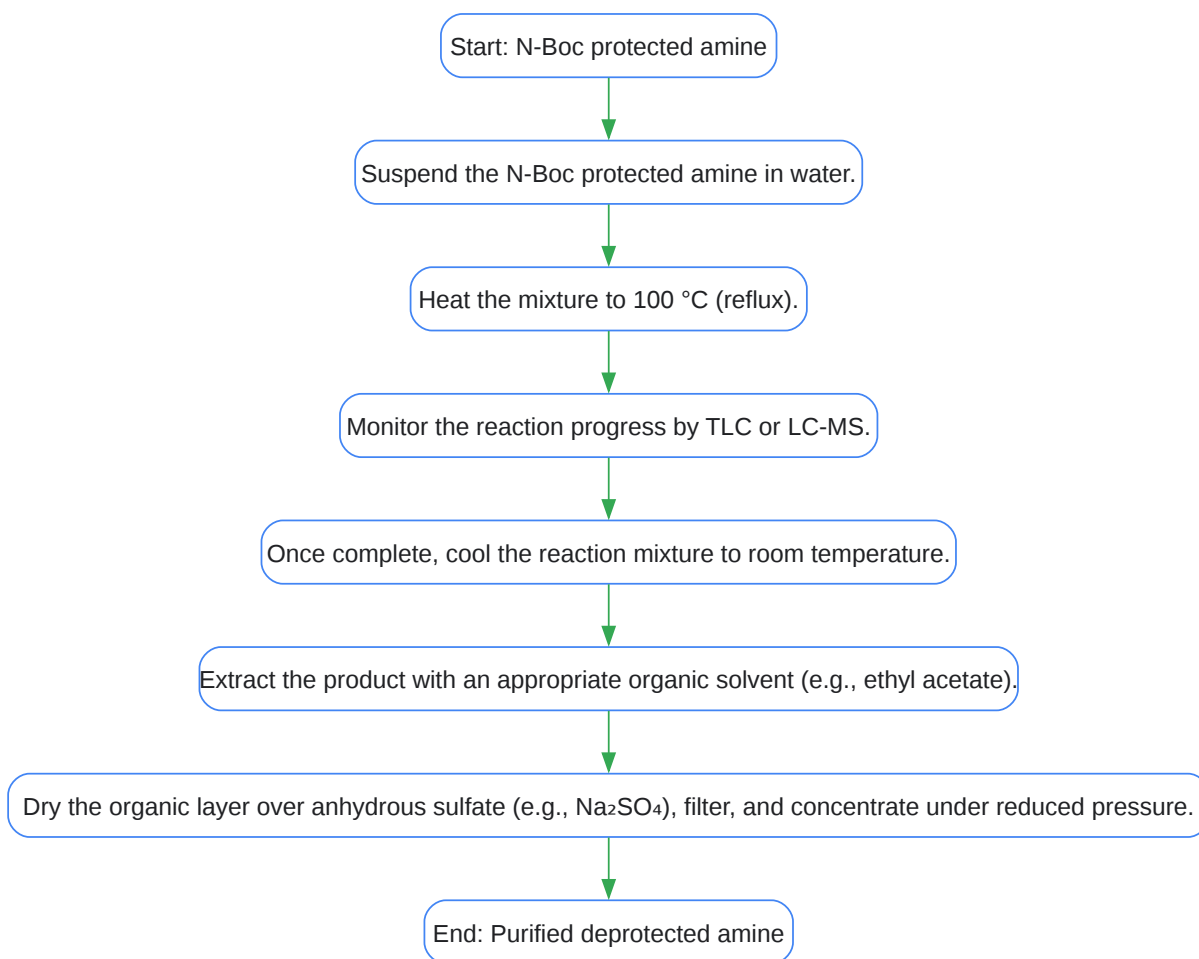 Start: N-Boc protected amine
Suspend the N-Boc protected amine in water.
Heat the mixture to 100 °C (reflux).
Monitor the reaction progress by TLC or LC-MS.
Once complete, cool the reaction mixture to room temperature.
Extract the product with an appropriate organic solvent (e.g., ethyl acetate).
Dry the organic layer over anhydrous sulfate (e.g., Na₂SO₄), filter, and concentrate under reduced pressure.
End: Purified deprotected amine